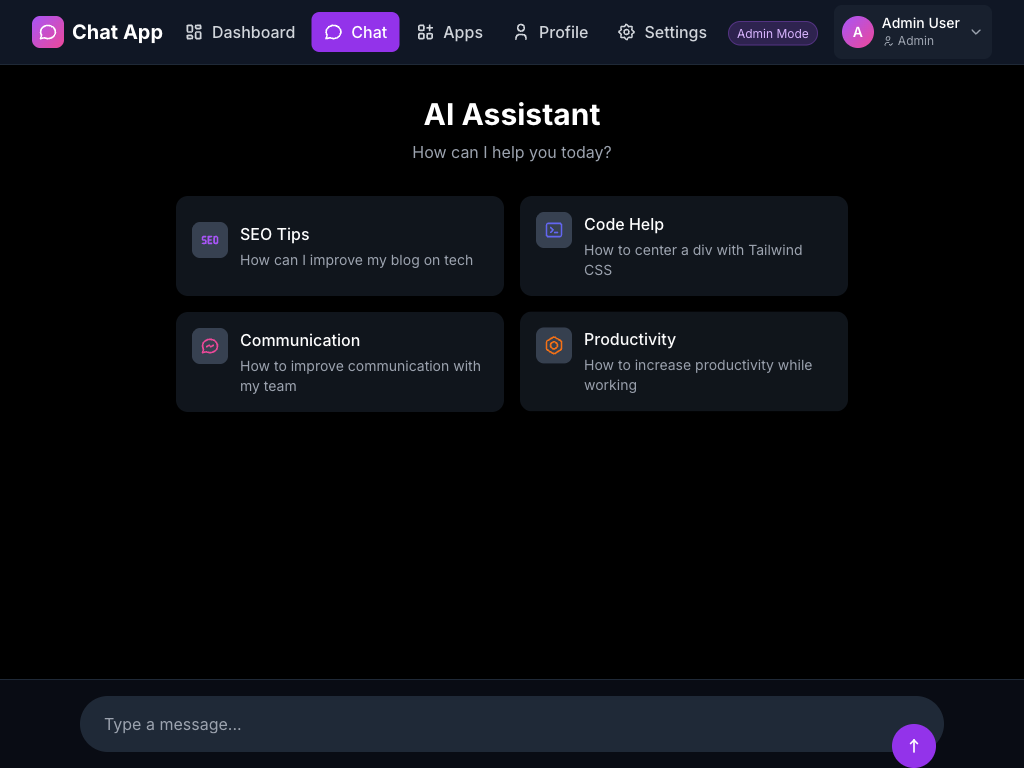 Chat App
Dashboard
Chat
Apps
Profile
Settings
Admin Mode
A
Admin User
Admin
AI Assistant
How can I help you today?
SEO
SEO Tips
How can I improve my blog on tech
Code Help
How to center a div with Tailwind
CSS
Communication
How to improve communication with
my team
Productivity
How to increase productivity while
working
Type a message...